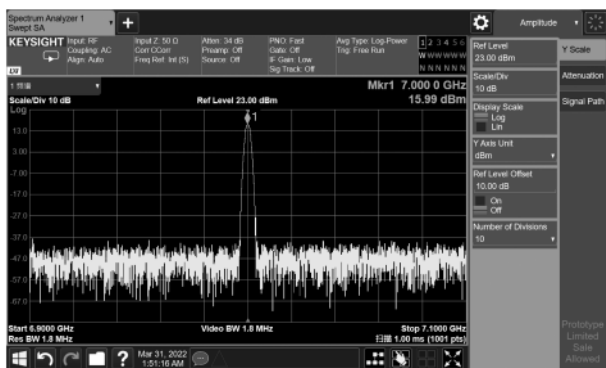 Spectrum Analyzer 1
Swept SA
+
Amplitude
KEYSIGHT
Input: RF
Coupling: AC
Align: Auto
Input Z: 50 Ω
Corr CCorr
Freq Ref: Int (S)
Atten: 34 dB
Preamp: Off
Source: Off
PNO: Fast
Gate: Off
IF Gain: Low
Sig Track: Off
Avg Type: Log-Power
Trig: Free Run
1 2 3 4 5 6
W W W W W W
N N N N N N
Mkr1 7.000 0 GHz
15.99 dBm
Scale/Div 10 dB
Ref Level 23.00 dBm
Log
1
13.0
3.00
-7.00
-17.0
-27.0
-37.0
-47.0
-57.0
-67.0
Start 6.9000 GHz
Res BW 1.8 MHz
Video BW 1.8 MHz
Stop 7.1000 GHz
扫描 1.00 ms (1001 pts)
Mar 31, 2022
1:51:16 AM
?
Ref Level
23.00 dBm
Scale/Div
10 dB
Display Scale
Log
Lin
Y Axis Unit
dBm
Ref Level Offset
10.00 dB
On
Off
Number of Divisions
10
Y Scale
Attenuation
Signal Path
Prototype
Limited
Sale
Allowed